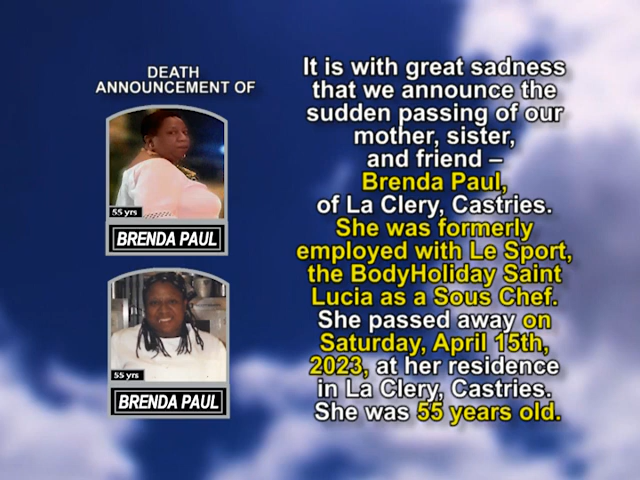 DEATH
ANNOUNCEMENT OF
55 yrs
BRENDA PAUL
55 yrs
BRENDA PAUL
It is with great sadness
that we announce the
sudden passing of our
mother, sister,
and friend –
Brenda Paul,
of La Clery, Castries.
She was formerly
employed with Le Sport,
the BodyHoliday Saint
Lucia as a Sous Chef.
She passed away on
Saturday, April 15th,
2023, at her residence
in La Clery, Castries.
She was 55 years old.